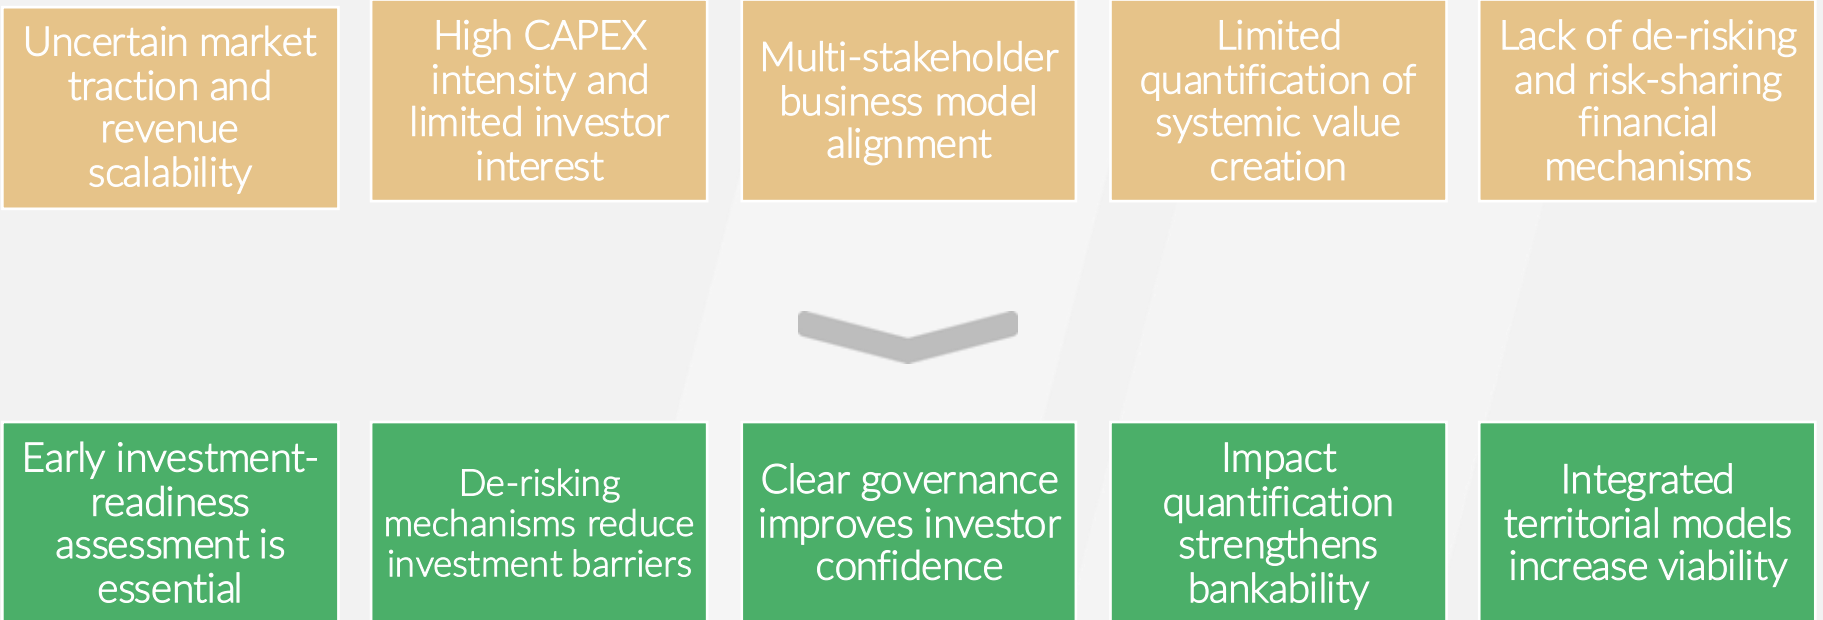 Uncertain market
traction and
revenue
scalability
High CAPEX
intensity and
limited investor
interest
Multi-stakeholder
business model
alignment
Limited
quantification of
systemic value
creation
Lack of de-risking
and risk-sharing
financial
mechanisms
Early investment-
readiness
assessment is
essential
De-risking
mechanisms reduce
investment barriers
Clear governance
improves investor
confidence
Impact
quantification
strengthens
bankability
Integrated
territorial models
increase viability